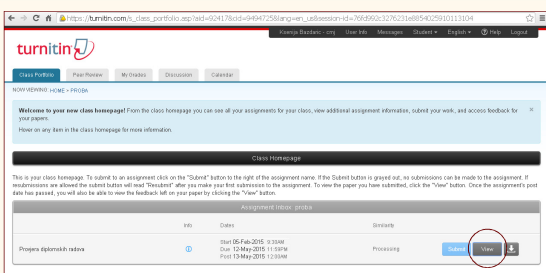 https://turnitin.com/s_class_portfolio.asp?aid=92417&cid=9494725&lang=en_us&session-id=76fd992c3276231e8854025910113104
Ksenija Bazdaric - cmj User Info Messages Student English Help Logout
turnitin
Class Portfolio Peer Review My Grades Discussion Calendar
NOW VIEWING: HOME > PROBA
Welcome to your new class homepage! From the class homepage you can see all your assignments for your class, view additional assignment information, submit your work, and access feedback for
your papers.
Hover on any item in the class homepage for more information.
Class Homepage
This is your class homepage. To submit to an assignment click on the "Submit" button to the right of the assignment name. If the Submit button is grayed out, no submissions can be made to the assignment. If
resubmissions are allowed the submit button will read "Resubmit" after you make your first submission to the assignment. To view the paper you have submitted, click the "View" button. Once the assignment's post
date has passed, you will also be able to view the feedback left on your paper by clicking the "View" button.
Assignment Inbox: proba
Info Dates Similarity
Provjera diplomskih radova
Start 05-Feb-2015 9:30AM
Due 12-May-2015 11:59PM
Post 13-May-2015 12:00AM
Processing
Submit View